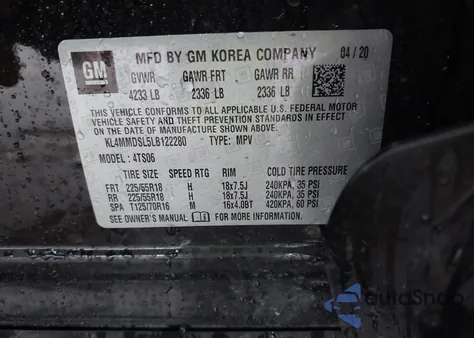 GM
MFD BY GM KOREA COMPANY 04/20
GVWR GAWR FRT GAWR RR
4233 LB 2336 LB 2336 LB
THIS VEHICLE CONFORMS TO ALL APPLICABLE U.S. FEDERAL MOTOR
VEHICLE SAFETY AND THEFT PREVENTION STANDARDS IN EFFECT
ON THE DATE OF MANUFACTURE SHOWN ABOVE.
KL4MMDSL5LB122280 TYPE: MPV
MODEL: 4TS06
TIRE SIZE SPEED RTG RIM COLD TIRE PRESSURE
FRT 225/55R18 H 18x7.5J 240KPA, 35 PSI
RR 225/55R18 H 18x7.5J 240KPA, 35 PSI
SPA T125/70R16 M 16x4.0BT 420KPA, 60 PSI
SEE OWNER'S MANUAL FOR MORE INFORMATION
AutoSnap